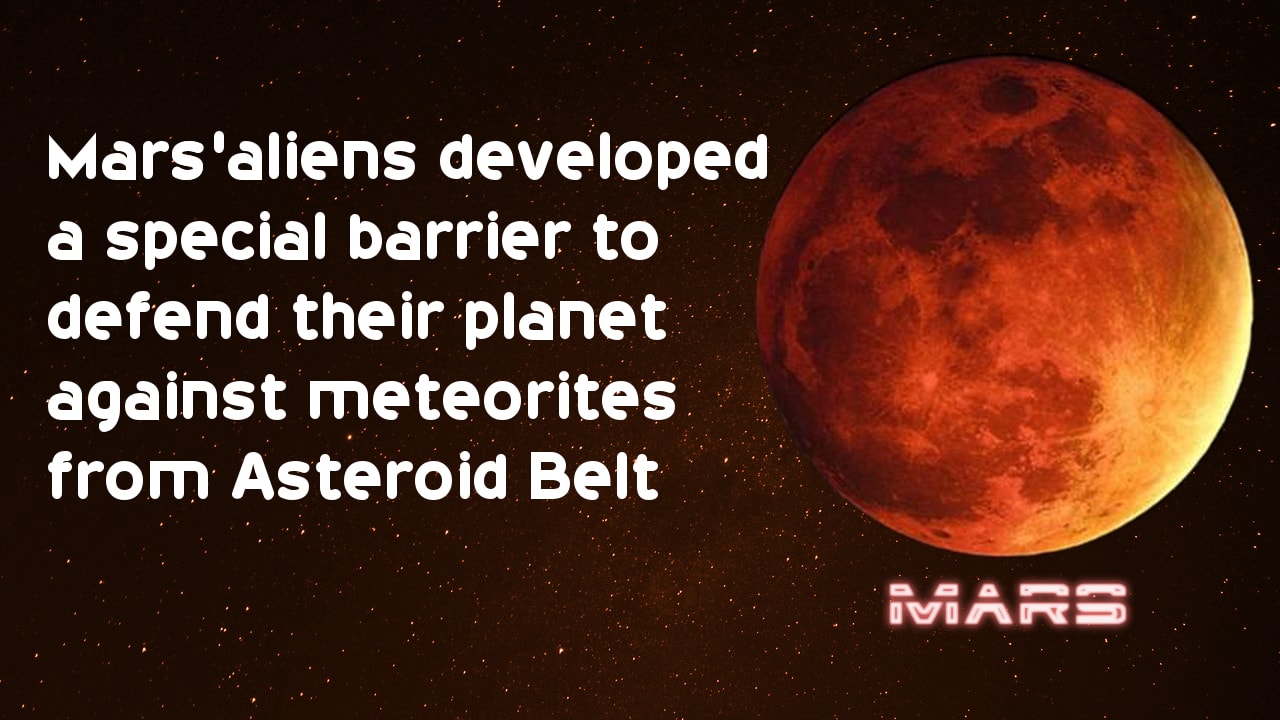 Mars'aliens developed
a special barrier to
defend their planet
against meteorites
from Asteroid Belt
MARS